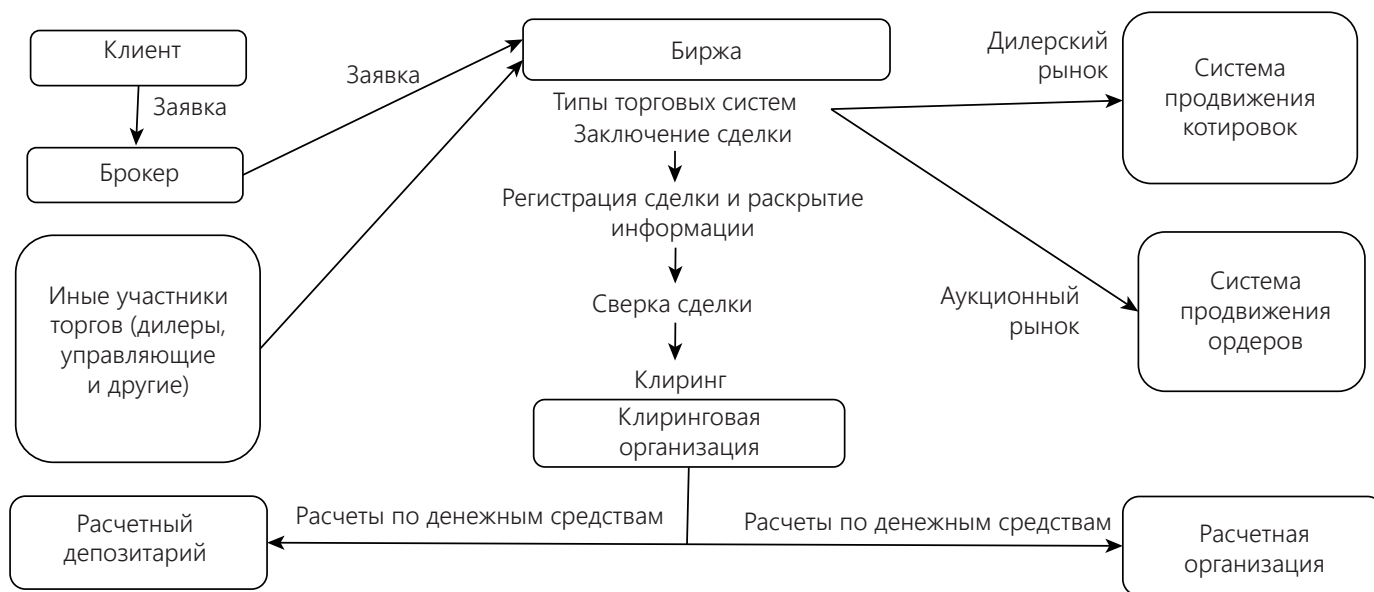 Клиент
Заявка
Брокер
Иные участники
торгов (дилеры,
управляющие
и другие)
Заявка
Биржа
Типы торговых систем
Заключение сделки
Регистрация сделки и раскрытие
информации
Сверка сделки
Клиринг
Клиринговая
организация
Дилерский
рынок
Система
продвижения
котировок
Аукционный
рынок
Система
продвижения
ордеров
Расчетный
депозитарий
Расчеты по денежным средствам
Расчеты по денежным средствам
Расчетная
организация